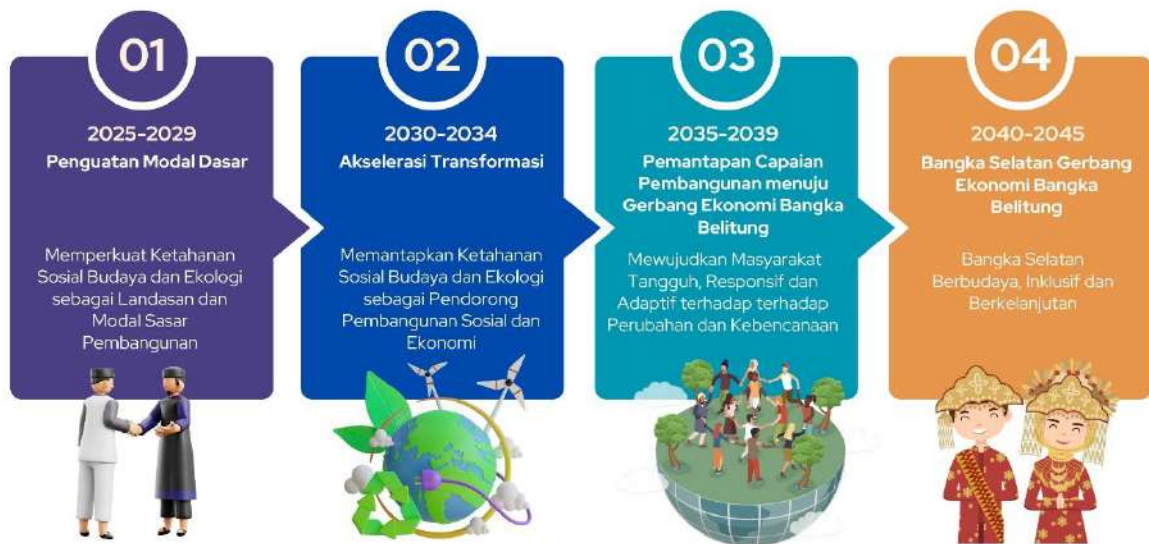 01
2025-2029
Penguatan Modal Dasar
Memperkuat Ketahanan
Sosial Budaya dan Ekologi
sebagai Landasan dan
Modal Sasar
Pembangunan
02
2030-2034
Akselerasi Transformasi
Memantapkan Ketahanan
Sosial Budaya dan Ekologi
sebagai Pendorong
Pembangunan Sosial dan
Ekonomi
03
2035-2039
Pemantapan Capaian
Pembangunan menuju
Gerbang Ekonomi Bangka
Belitung
Mewujudkan Masyarakat
Tangguh, Responsif dan
Adaptif terhadap terhadap
Perubahan dan Kebencanaan
04
2040-2045
Bangka Selatan Gerbang
Ekonomi Bangka
Belitung
Bangka Selatan
Berbudaya, Inklusif dan
Berkelanjutan